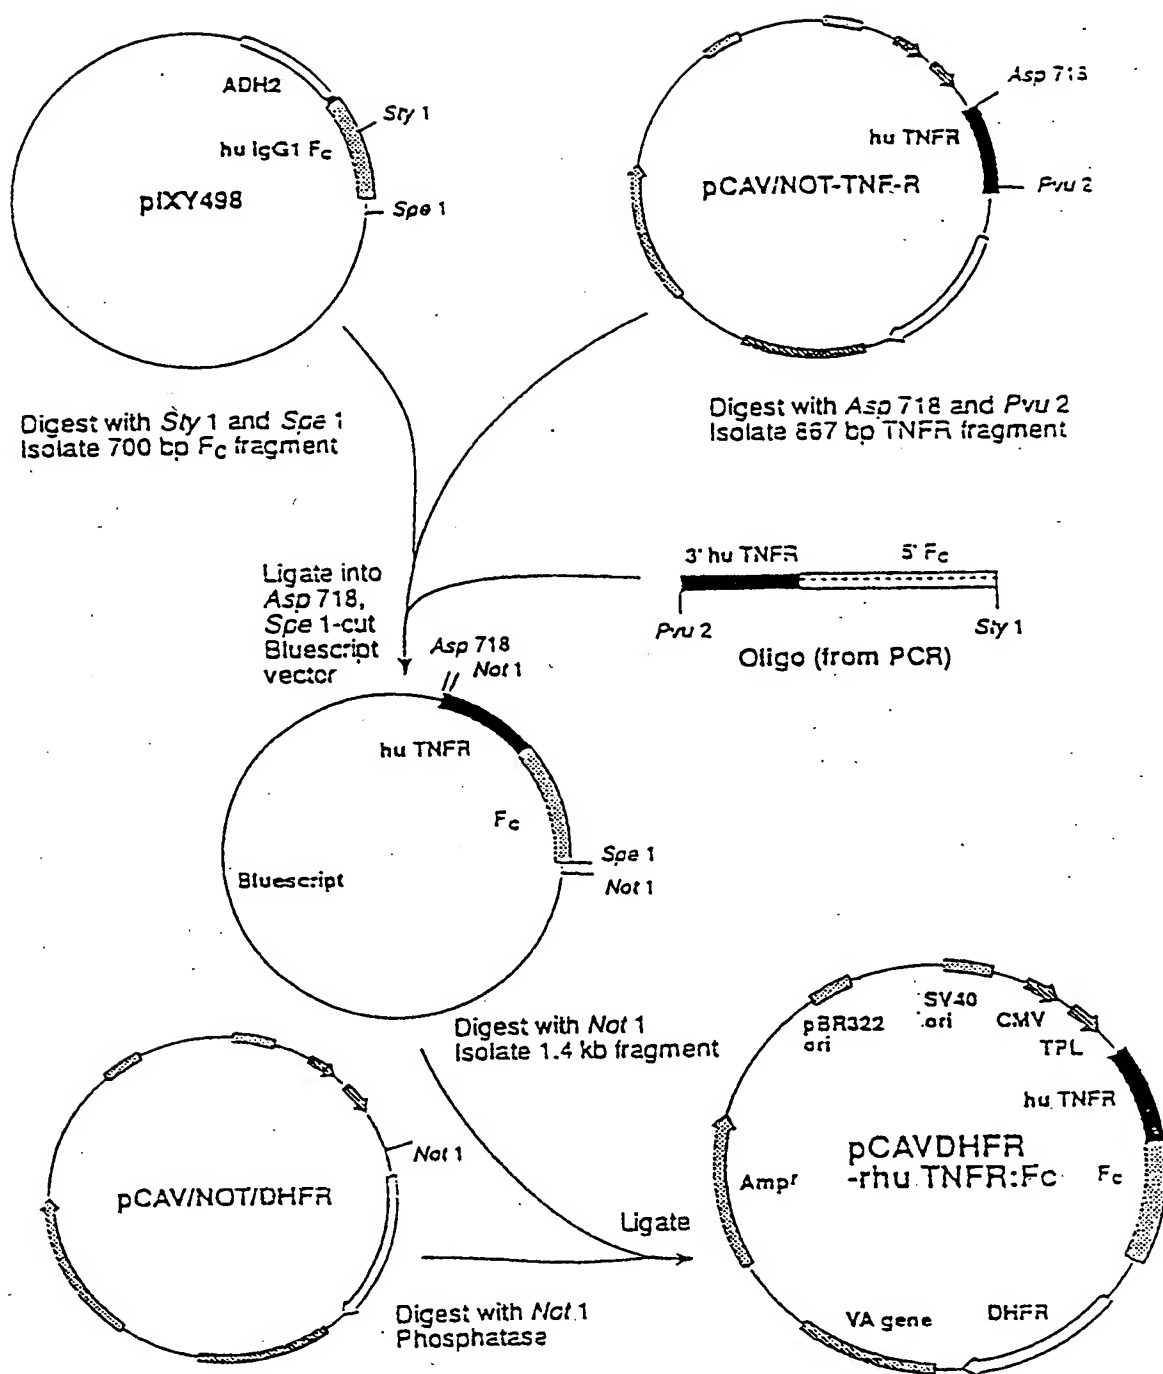 ADH2
Sty 1
hu IgG1 Fc
pIXY498
Spe 1
Asp 718
hu TNFR
pCAV/NOT-TNF-R
Pvu 2
Digest with Sty 1 and Spe 1
Isolate 700 bp Fc fragment
Digest with Asp 718 and Pvu 2
Isolate 867 bp TNFR fragment
3' hu TNFR
5' Fc
Pvu 2
Sty 1
Oligo (from PCR)
Ligate into
Asp 718,
Spe 1-cut
Bluescript
vector
Asp 718
Not 1
hu TNFR
Fc
Spe 1
Not 1
Bluescript
Digest with Not 1
Isolate 1.4 kb fragment
Not 1
pCAV/NOT/DHFR
Digest with Not 1
Phosphatase
Ligate
pBR322
ori
SV40
ori
CMV
TPL
hu TNFR
pCAVDHFR
-rhu TNFR:Fc
Fc
Ampr
VA gene
DHFR